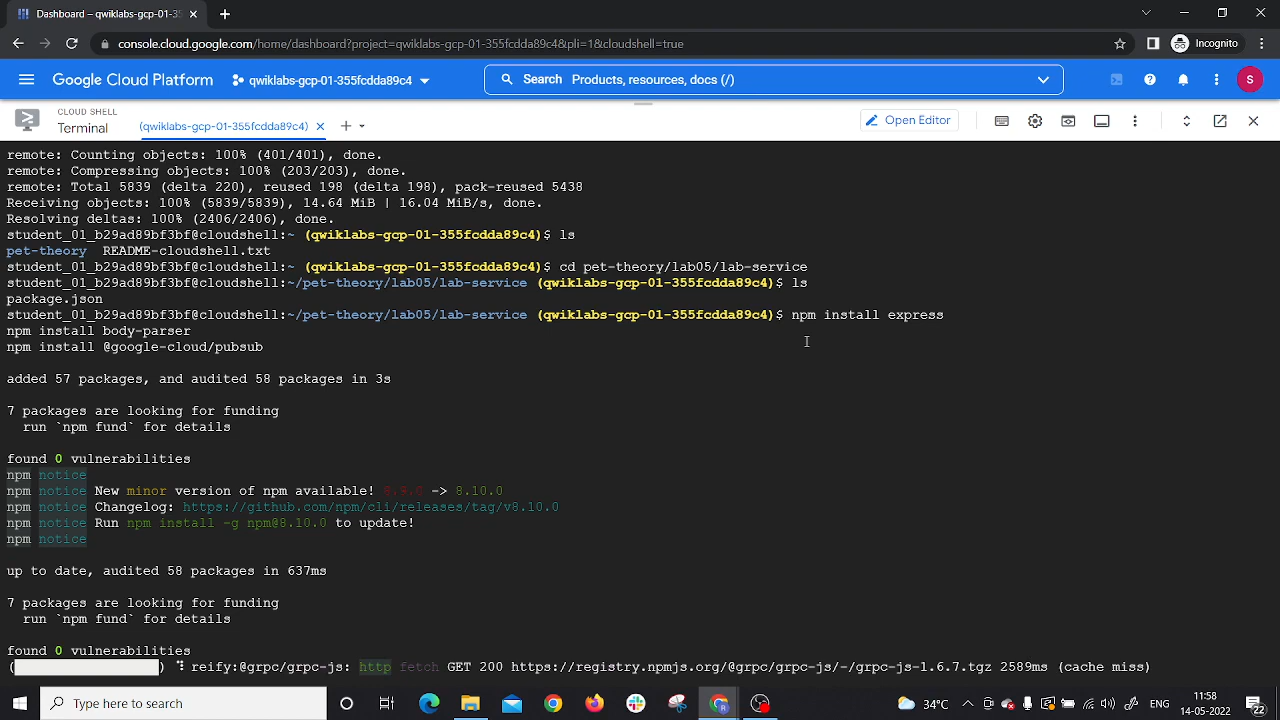 Dashboard – qwiklabs-gcp-01-35
console.cloud.google.com/home/dashboard?project=qwiklabs-gcp-01-355fcdda89c4&pli=1&cloudshell=true
Incognito
Google Cloud Platform
qwiklabs-gcp-01-355fcdda89c4
Search Products, resources, docs (/)
S
CLOUD SHELL
Terminal
(qwiklabs-gcp-01-355fcdda89c4)
Open Editor
remote: Counting objects: 100% (401/401), done.
remote: Compressing objects: 100% (203/203), done.
remote: Total 5839 (delta 220), reused 198 (delta 198), pack-reused 5438
Receiving objects: 100% (5839/5839), 14.64 MiB | 16.04 MiB/s, done.
Resolving deltas: 100% (2406/2406), done.
student_01_b29ad89bf3bf@cloudshell:~ (qwiklabs-gcp-01-355fcdda89c4)$ ls
pet-theory README-cloudshell.txt
student_01_b29ad89bf3bf@cloudshell:~ (qwiklabs-gcp-01-355fcdda89c4)$ cd pet-theory/lab05/lab-service
student_01_b29ad89bf3bf@cloudshell:~/pet-theory/lab05/lab-service (qwiklabs-gcp-01-355fcdda89c4)$ ls
package.json
student_01_b29ad89bf3bf@cloudshell:~/pet-theory/lab05/lab-service (qwiklabs-gcp-01-355fcdda89c4)$ npm install express
npm install body-parser
npm install @google-cloud/pubsub
added 57 packages, and audited 58 packages in 3s
7 packages are looking for funding
run `npm fund` for details
found 0 vulnerabilities
npm notice
npm notice New minor version of npm available! -> 8.10.0
npm notice Changelog: https://github.com/npm/cli/releases/tag/v8.10.0
npm notice Run npm install -g npm@8.10.0 to update!
npm notice
up to date, audited 58 packages in 637ms
7 packages are looking for funding
run `npm fund` for details
found 0 vulnerabilities
( ) ⠹ reify:@grpc/grpc-js: http fetch GET 200 https://registry.npmjs.org/@grpc/grpc-js/-/grpc-js-1.6.7.tgz 2589ms (cache miss)
Type here to search
34°C
ENG
11:58
14-05-2022
22